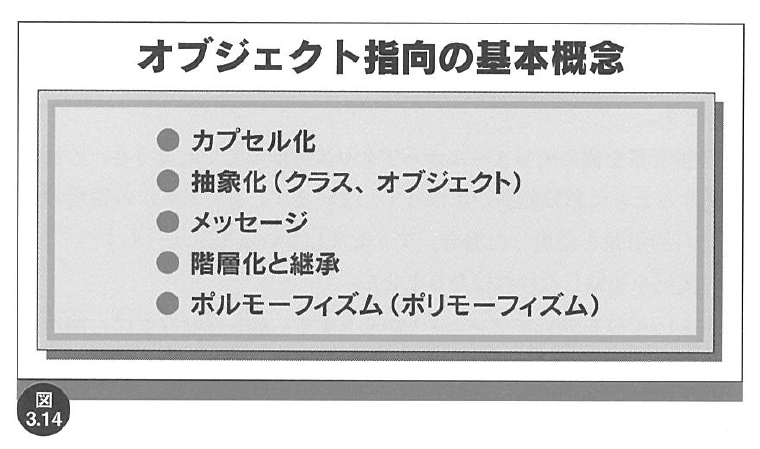 オブジェクト指向の基本概念
● カプセル化
● 抽象化（クラス、オブジェクト）
● メッセージ
● 階層化と継承
● ポルモーフィズム（ポリモーフィズム）
図
3.14